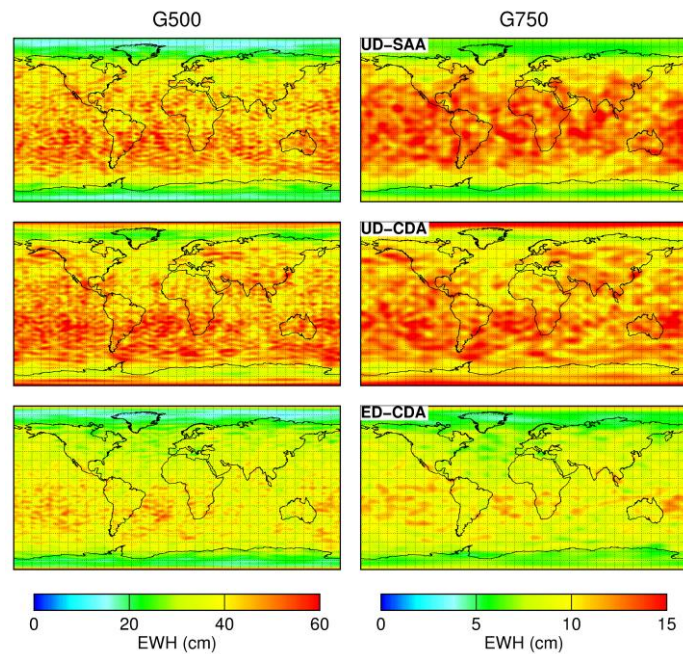 G500 G750
UD-SAA
UD-CDA
ED-CDA
0 20 40 60 0 5 10 15
EWH (cm) EWH (cm)